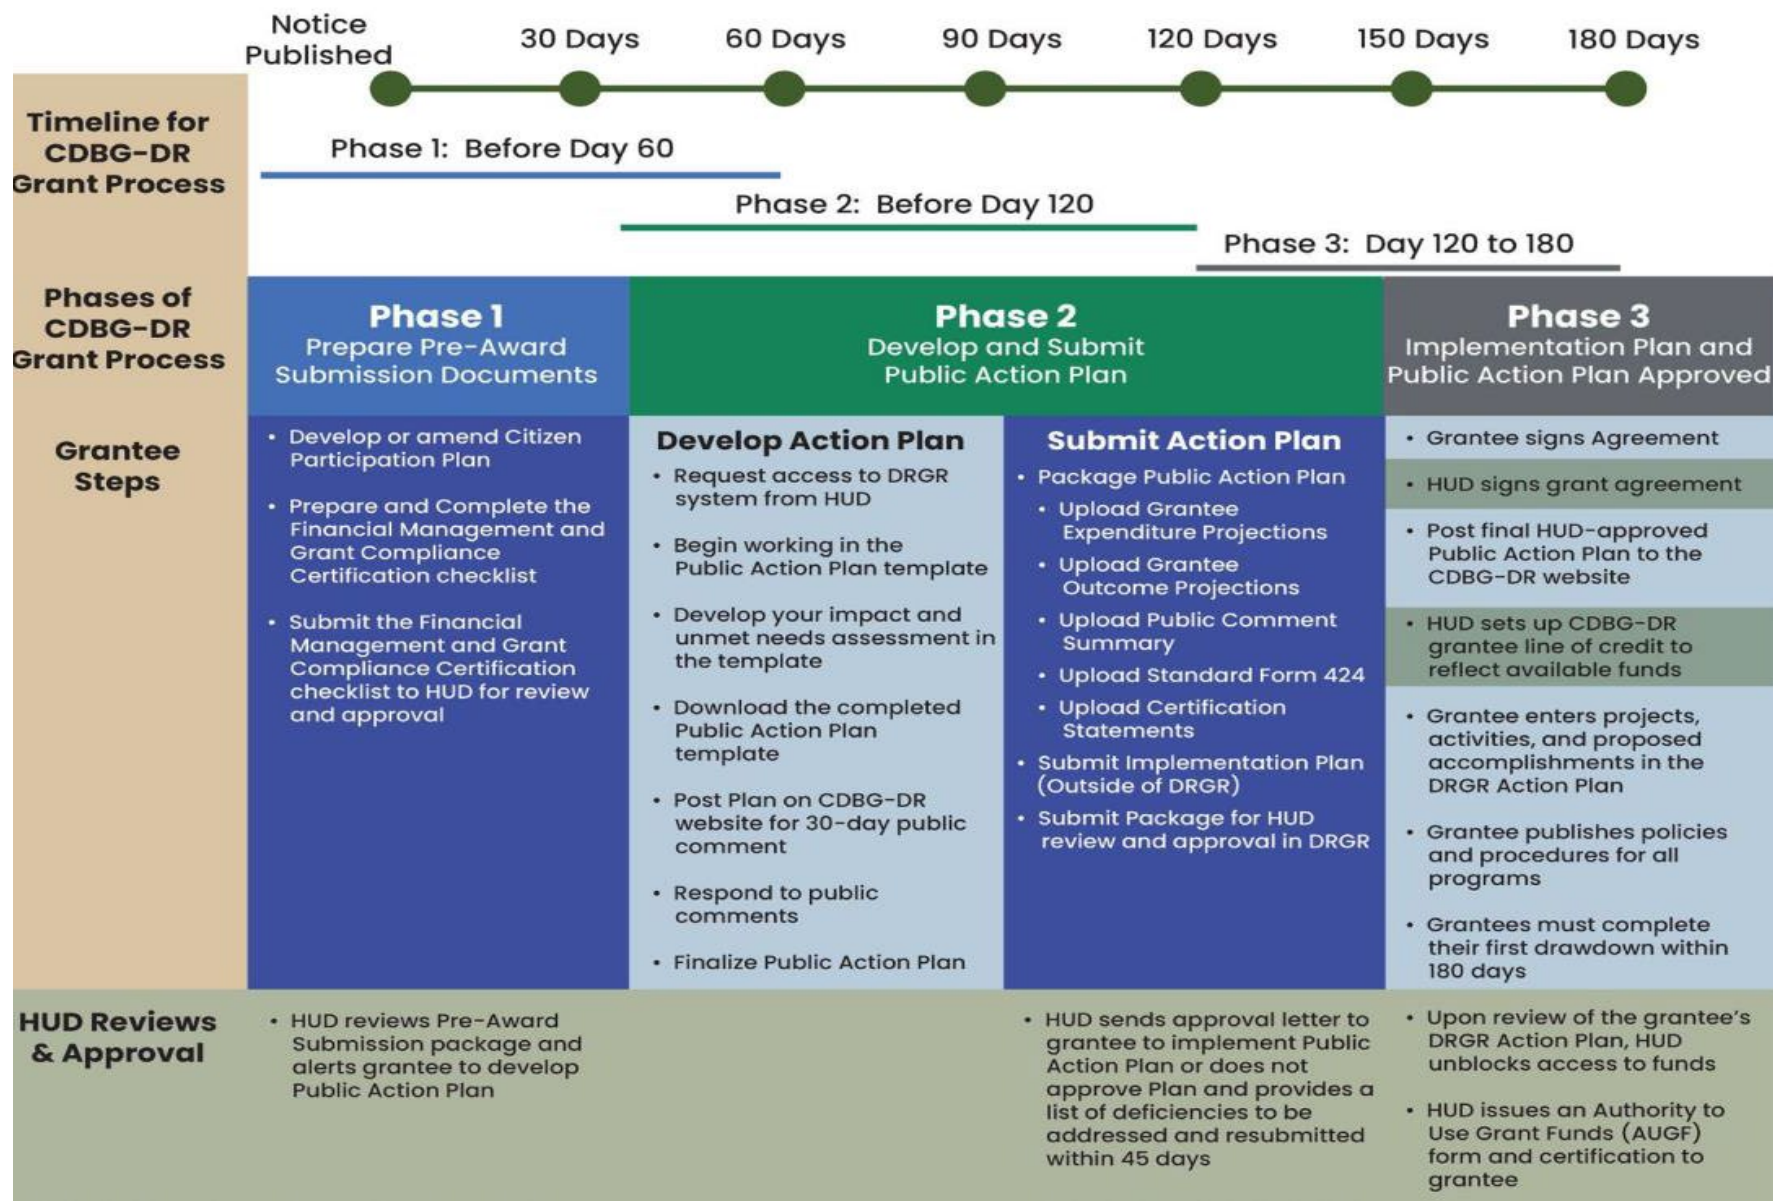 Notice
Published
30 Days
60 Days
90 Days
120 Days
150 Days
180 Days
Timeline for
CDBG-DR
Grant Process
Phase 1: Before Day 60
Phase 2: Before Day 120
Phase 3: Day 120 to 180
Phases of
CDBG-DR
Grant Process
Phase 1
Prepare Pre-Award
Submission Documents
Phase 2
Develop and Submit
Public Action Plan
Phase 3
Implementation Plan and
Public Action Plan Approved
Grantee
Steps
• Develop or amend Citizen
Participation Plan
• Prepare and Complete the
Financial Management and
Grant Compliance
Certification checklist
• Submit the Financial
Management and Grant
Compliance Certification
checklist to HUD for review
and approval
Develop Action Plan
• Request access to DRGR
system from HUD
• Begin working in the
Public Action Plan template
• Develop your impact and
unmet needs assessment in
the template
• Download the completed
Public Action Plan
template
• Post Plan on CDBG-DR
website for 30-day public
comment
• Respond to public
comments
• Finalize Public Action Plan
Submit Action Plan
• Package Public Action Plan
• Upload Grantee
Expenditure Projections
• Upload Grantee
Outcome Projections
• Upload Public Comment
Summary
• Upload Standard Form 424
• Upload Certification
Statements
• Submit Implementation Plan
(Outside of DRGR)
• Submit Package for HUD
review and approval in DRGR
• Grantee signs Agreement
• HUD signs grant agreement
• Post final HUD-approved
Public Action Plan to the
CDBG-DR website
• HUD sets up CDBG-DR
grantee line of credit to
reflect available funds
• Grantee enters projects,
activities, and proposed
accomplishments in the
DRGR Action Plan
• Grantee publishes policies
and procedures for all
programs
• Grantees must complete
their first drawdown within
180 days
HUD Reviews
& Approval
• HUD reviews Pre-Award
Submission package and
alerts grantee to develop
Public Action Plan
• HUD sends approval letter to
grantee to implement Public
Action Plan or does not
approve Plan and provides a
list of deficiencies to be
addressed and resubmitted
within 45 days
• Upon review of the grantee's
DRGR Action Plan, HUD
unblocks access to funds
• HUD issues an Authority to
Use Grant Funds (AUGF)
form and certification to
grantee